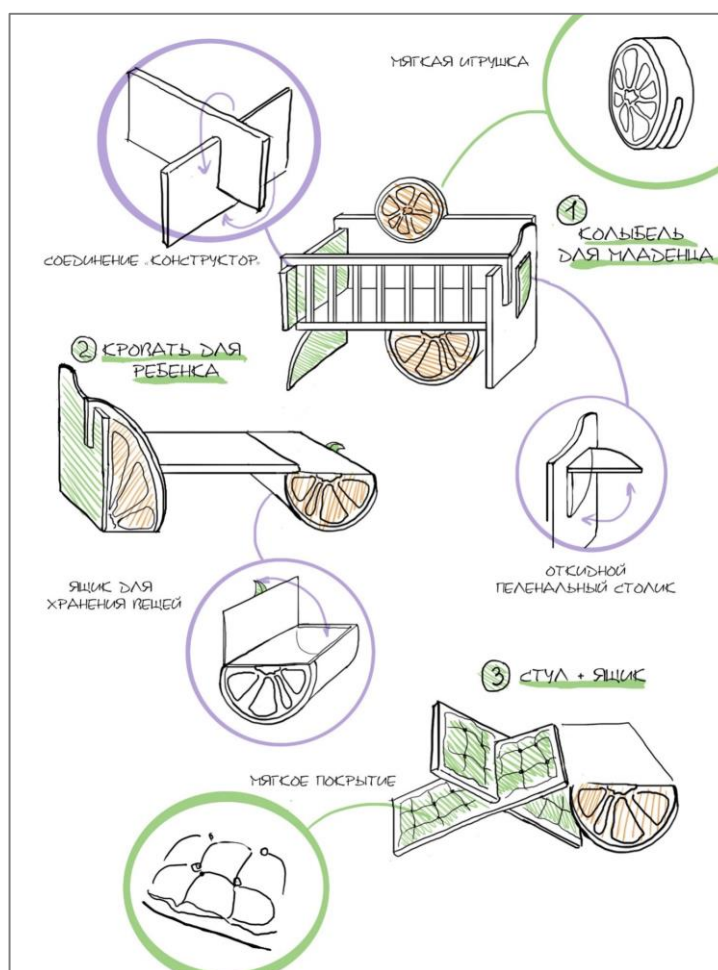 МЯГКАЯ ИГРУШКА
1
КОЛЫБЕЛЬ
ДЛЯ МЛАДЕНЦА
СОЕДИНЕНИЕ „КОНСТРУКТОР"
2 КРОВАТЬ ДЛЯ
РЕБЕНКА
ЯЩИК ДЛЯ
ХРАНЕНИЯ ВЕЩЕЙ
ОТКИДНОЙ
ПЕЛЕНАЛЬНЫЙ СТОЛИК
3 СТУЛ + ЯЩИК
МЯГКОЕ ПОКРЫТИЕ